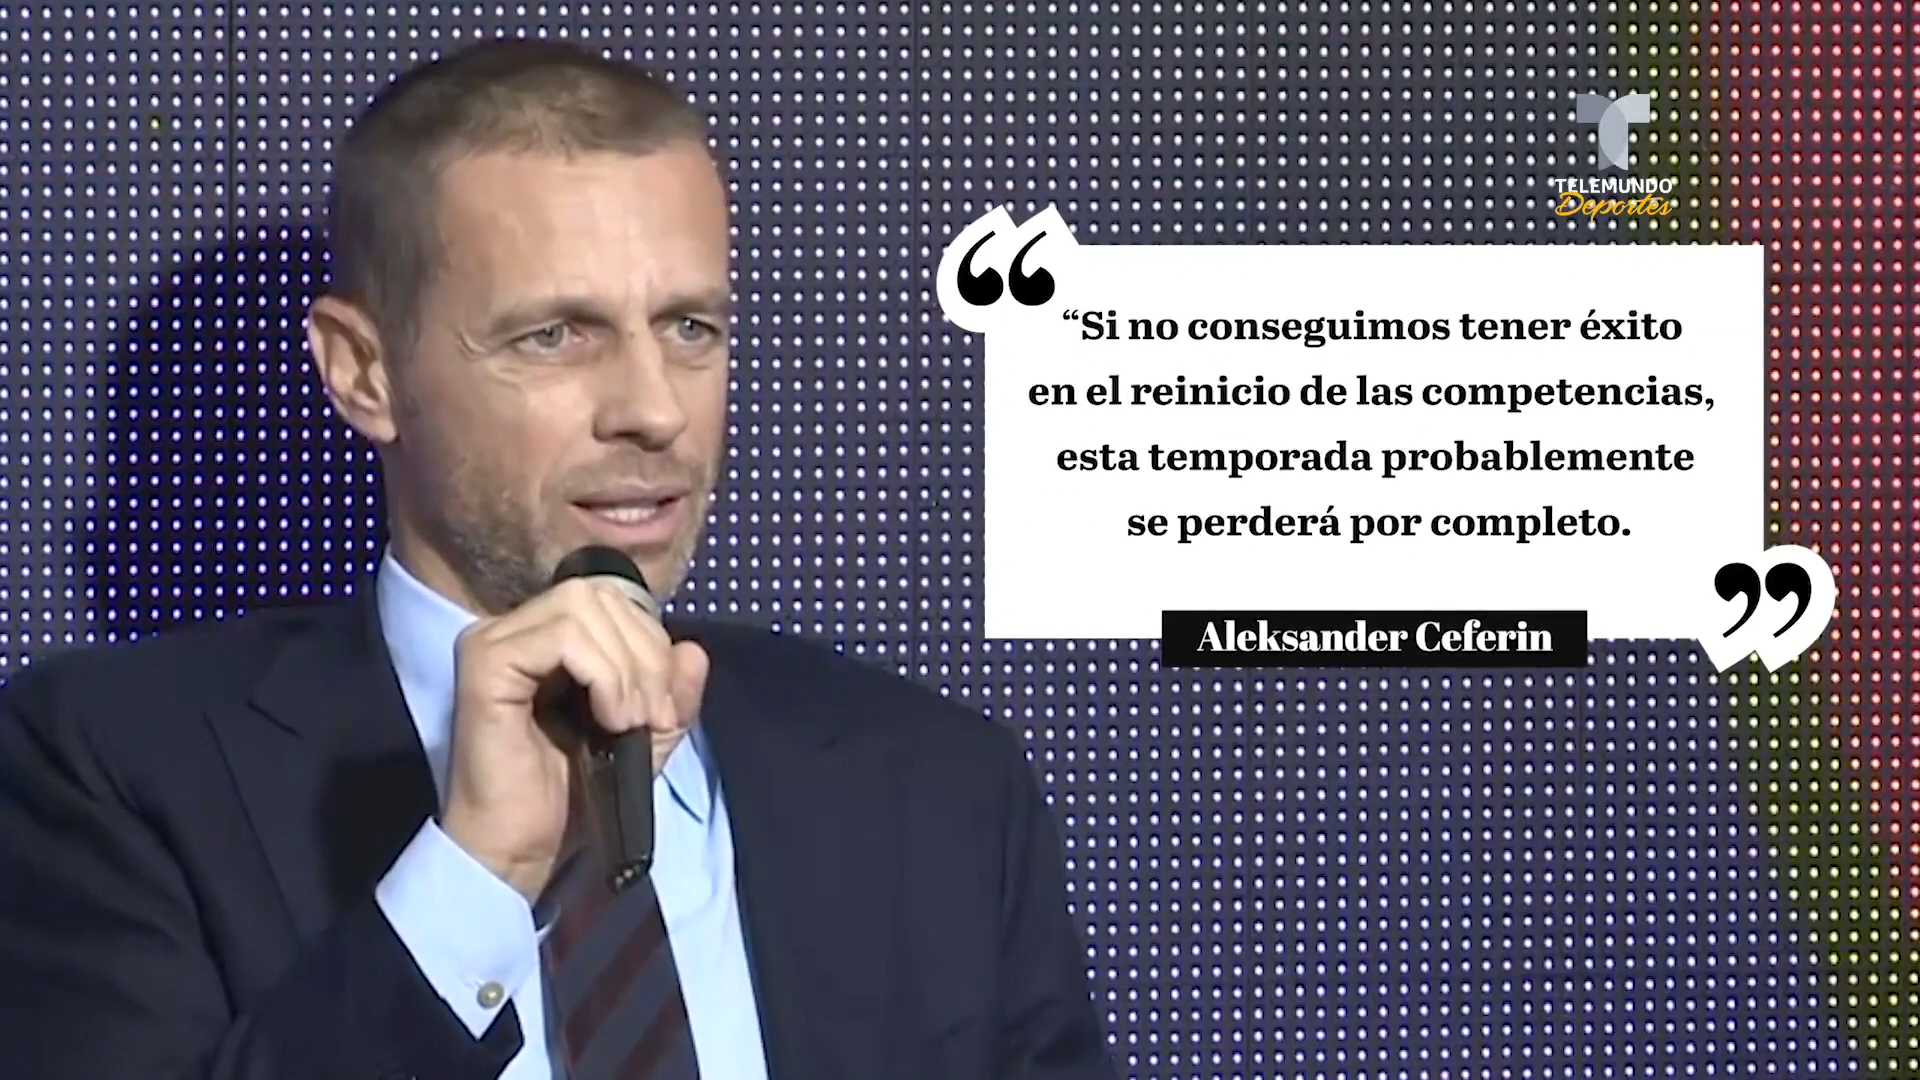 TELEMUNDO
Deportes
“Si no conseguimos tener éxito
en el reinicio de las competencias,
esta temporada probablemente
se perderá por completo.
Aleksander Ceferin